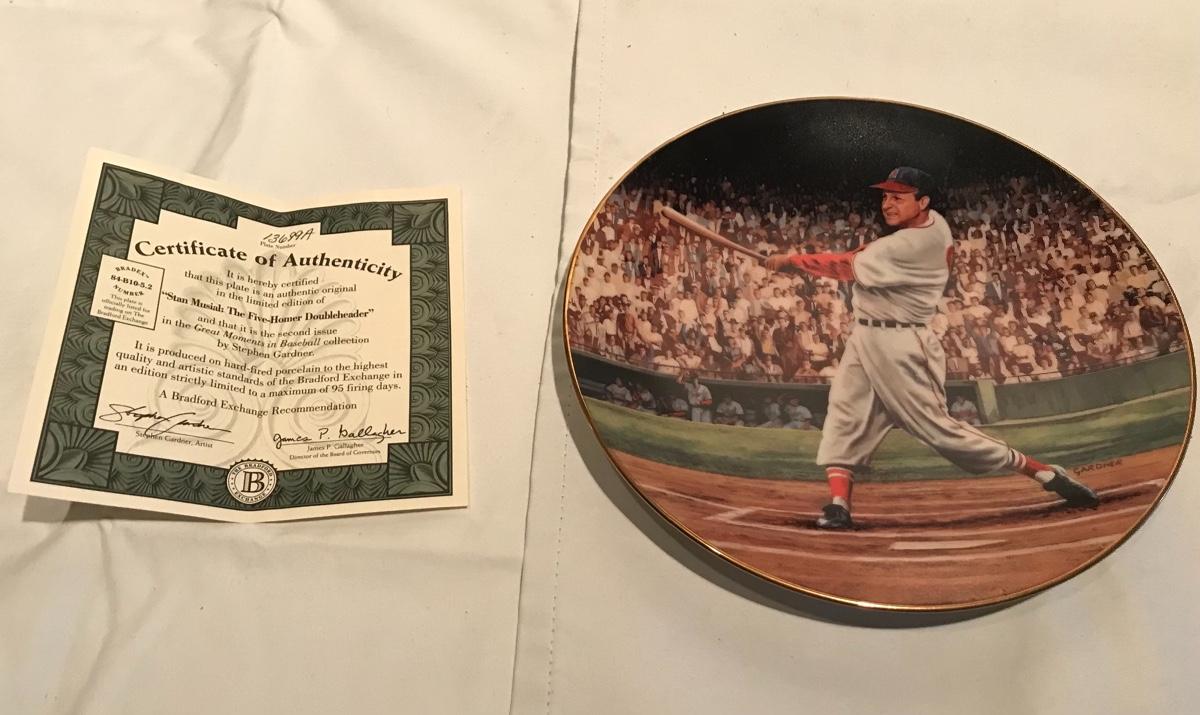 13699A
Plate Number
Certificate of Authenticity
BRADEX-
84-B10-5.2
NUMBER
This plate is
officially listed for
trading on The
Bradford Exchange
It is hereby certified
that this plate is an authentic original
in the limited edition of
"Stan Musial: The Five-Homer Doubleheader"
and that it is the second issue
in the Great Moments in Baseball collection
by Stephen Gardner.
It is produced on hard-fired porcelain to the highest
quality and artistic standards of the Bradford Exchange in
an edition strictly limited to a maximum of 95 firing days.
A Bradford Exchange Recommendation
Stephen Gardner
Stephen Gardner, Artist
James P. Gallagher
James P. Gallagher
Director of the Board of Governors
THE BRADFORD
B
EXCHANGE
GARDNER